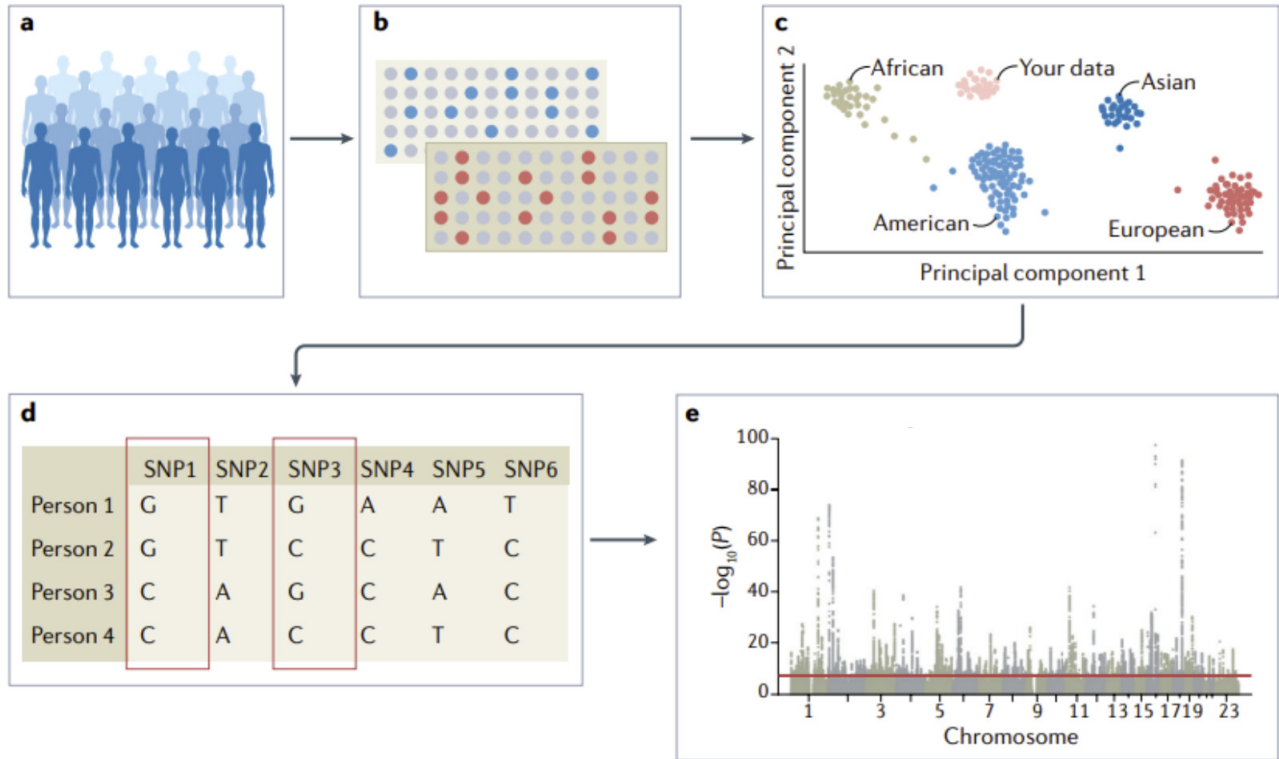 a
b
c
Principal component 2
African
Your data
Asian
American
European
Principal component 1
d
SNP1 SNP2 SNP3 SNP4 SNP5 SNP6
Person 1 G T G A A T
Person 2 G T C C T C
Person 3 C A G C A C
Person 4 C A C C T C
e
–log10(P)
100
80
60
40
20
0
1 3 5 7 9 11 13 15 17 19 23
Chromosome